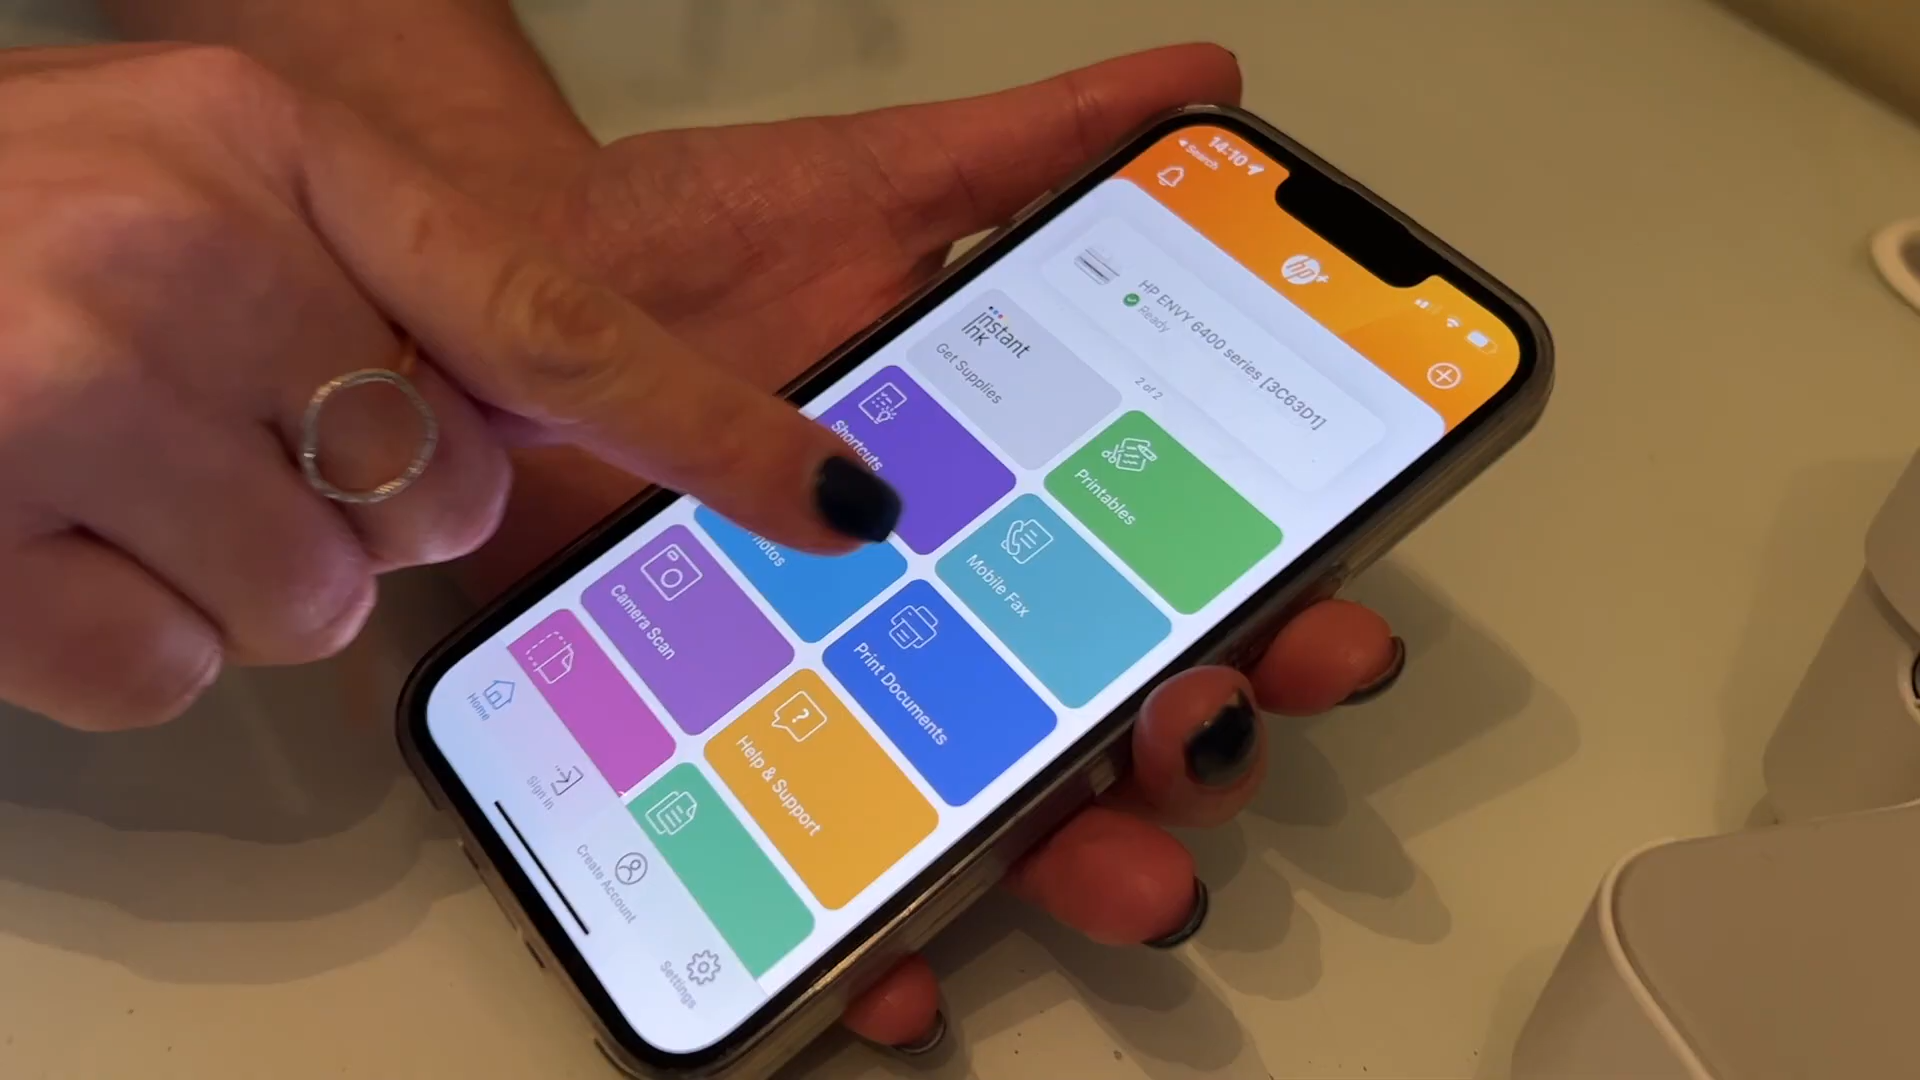 14:10
Search
hp+
HP ENVY 6400 series [3C63D1]
Ready
2 of 2
instant
ink
Get Supplies
Printables
Shortcuts
Mobile Fax
Print Documents
Camera Scan
Help & Support
Home
Sign In
Create Account
Settings